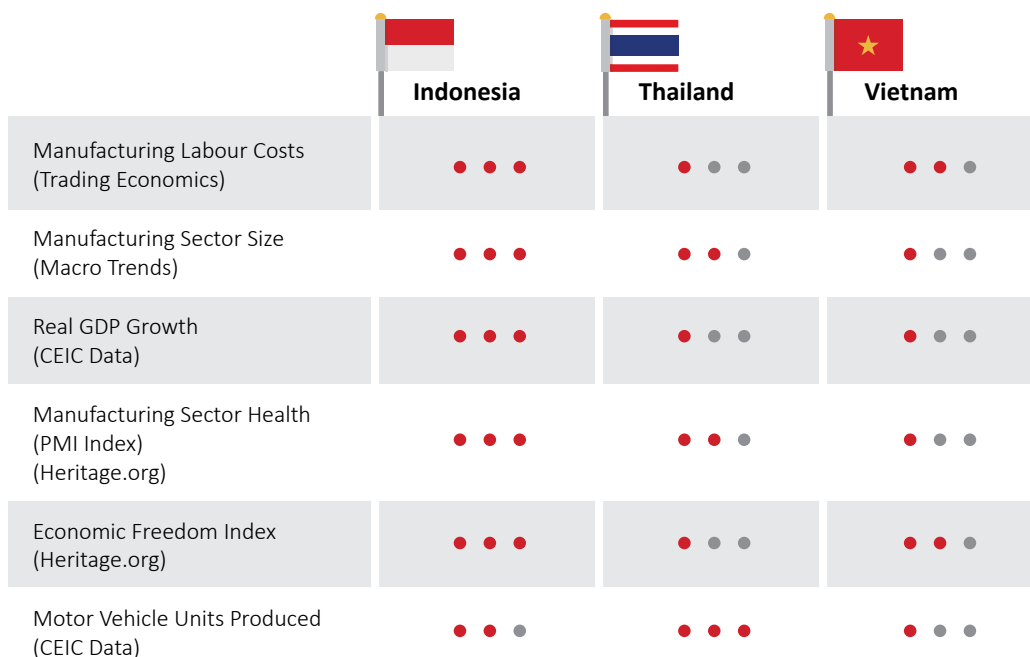 Indonesia
Thailand
Vietnam
Manufacturing Labour Costs
(Trading Economics)
Manufacturing Sector Size
(Macro Trends)
Real GDP Growth
(CEIC Data)
Manufacturing Sector Health
(PMI Index)
(Heritage.org)
Economic Freedom Index
(Heritage.org)
Motor Vehicle Units Produced
(CEIC Data)